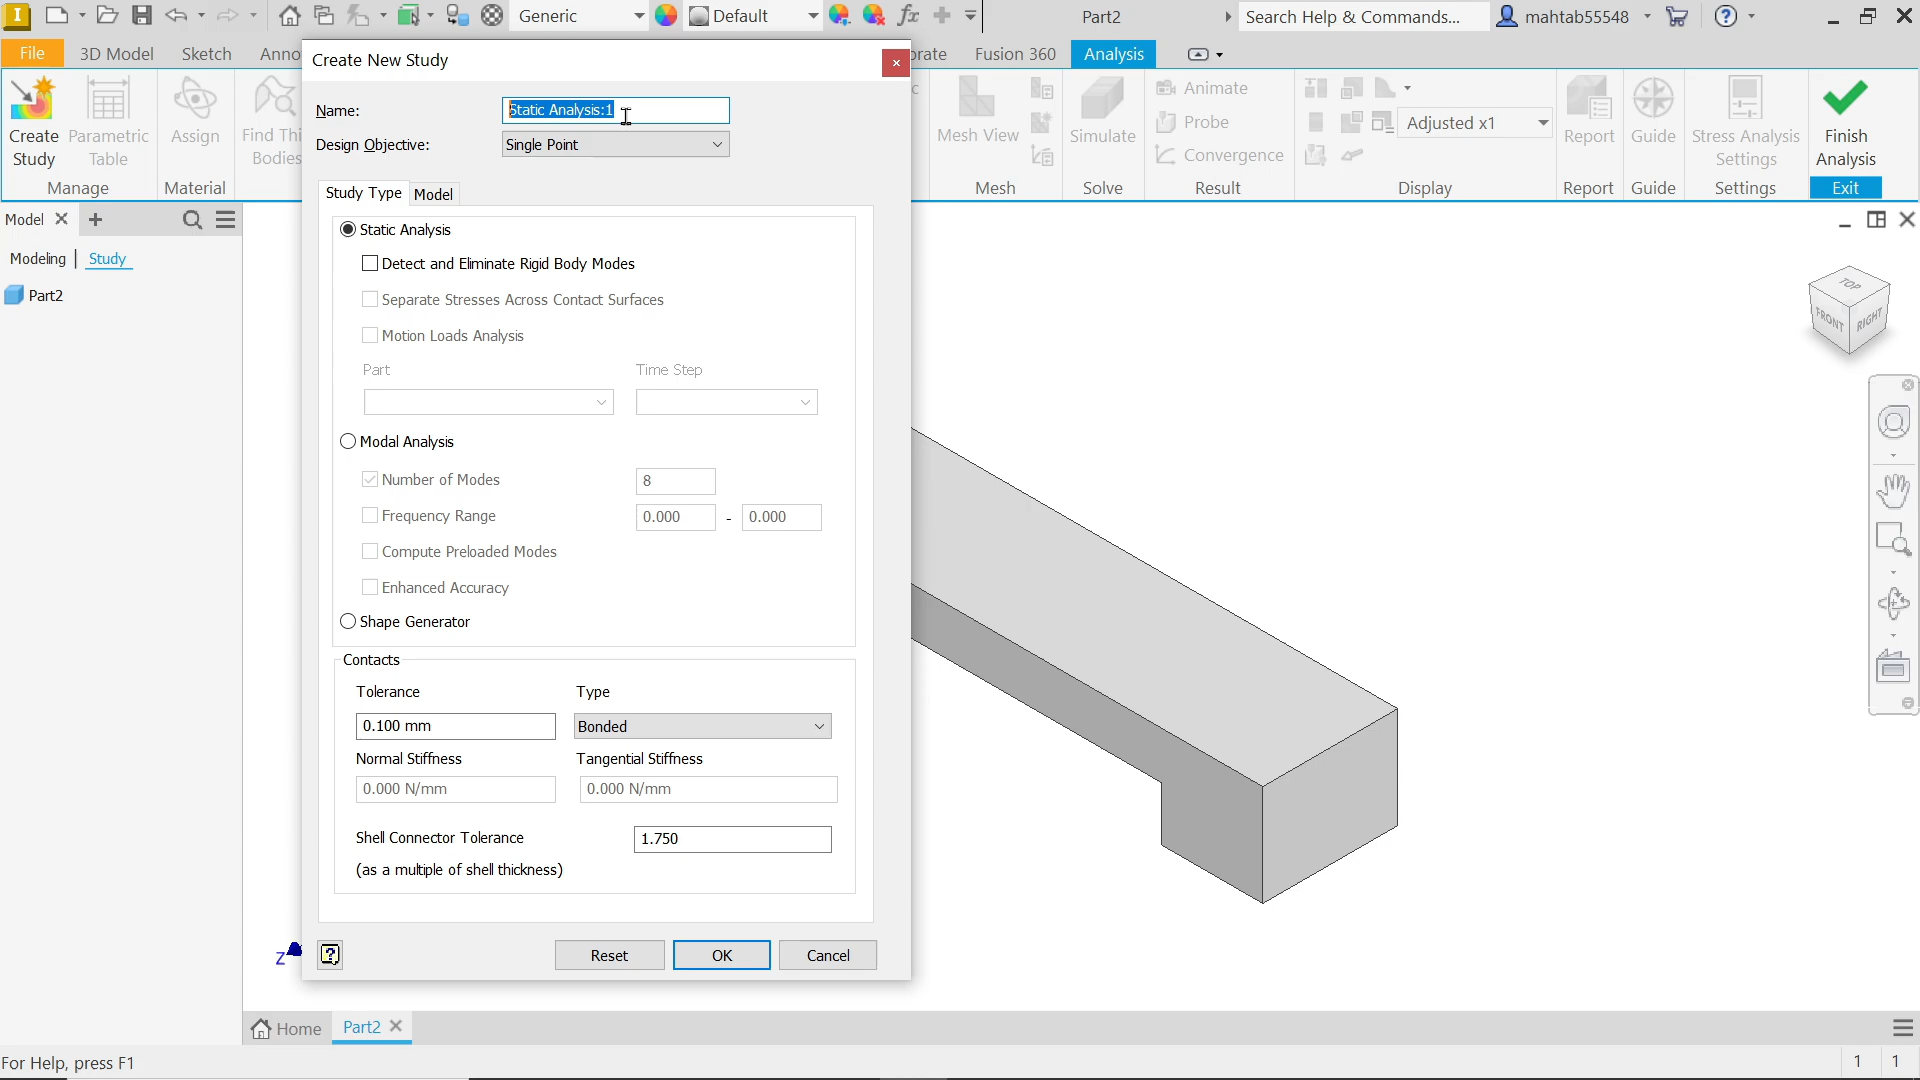 Generic
Default
Part2
Search Help & Commands...
mahtab55548
File
3D Model
Sketch
Anno
orate
Fusion 360
Analysis
Create Study
Parametric Table
Manage
Assign
Material
Find Thi
Bodies
Mesh View
Mesh
Simulate
Solve
Animate
Probe
Convergence
Result
Adjusted x1
Display
Report
Report
Guide
Guide
Stress Analysis Settings
Settings
Finish Analysis
Exit
Model
Modeling
Study
Part2
Create New Study
Name:
Static Analysis:1
Design Objective:
Single Point
Study Type
Model
Static Analysis
Detect and Eliminate Rigid Body Modes
Separate Stresses Across Contact Surfaces
Motion Loads Analysis
Part
Time Step
Modal Analysis
Number of Modes
8
Frequency Range
0.000 - 0.000
Compute Preloaded Modes
Enhanced Accuracy
Shape Generator
Contacts
Tolerance
Type
0.100 mm
Bonded
Normal Stiffness
Tangential Stiffness
0.000 N/mm
0.000 N/mm
Shell Connector Tolerance
1.750
(as a multiple of shell thickness)
Reset
OK
Cancel
TOP
FRONT
RIGHT
Z
Home
Part2
For Help, press F1
1
1